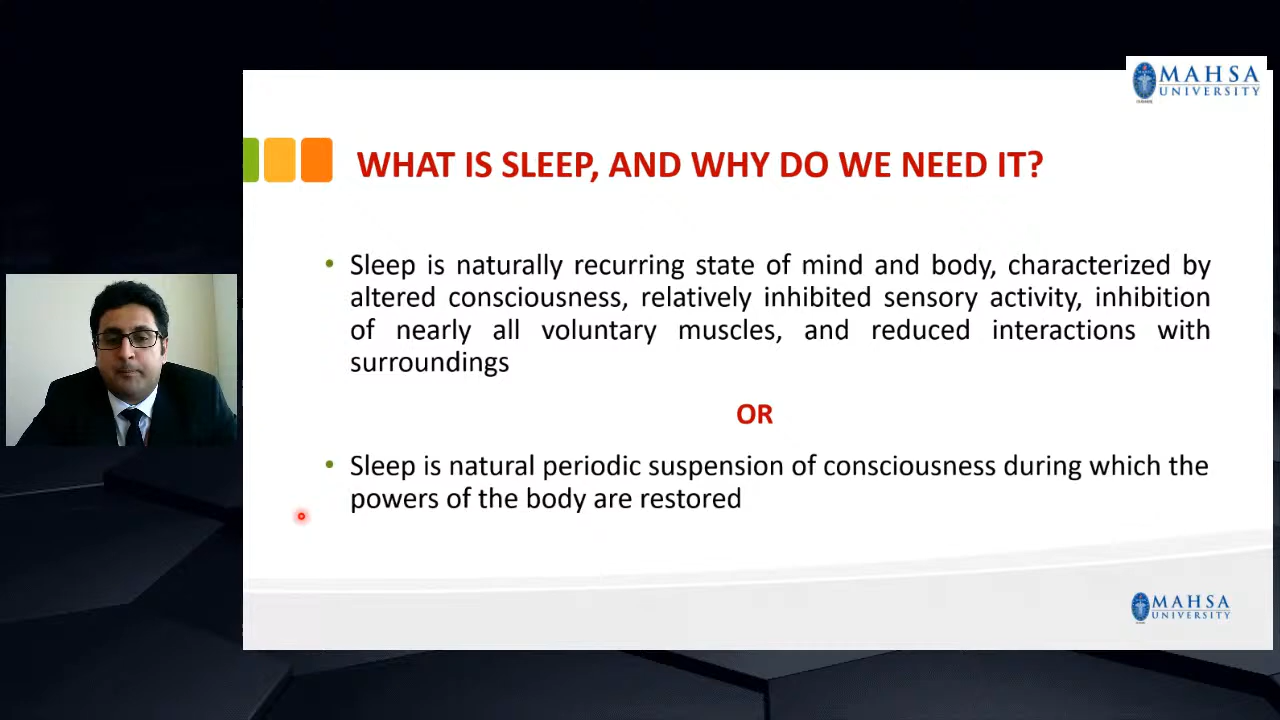 MAHSA
UNIVERSITY
WHAT IS SLEEP, AND WHY DO WE NEED IT?
• Sleep is naturally recurring state of mind and body, characterized by
altered consciousness, relatively inhibited sensory activity, inhibition
of nearly all voluntary muscles, and reduced interactions with
surroundings
OR
• Sleep is natural periodic suspension of consciousness during which the
powers of the body are restored
MAHSA
UNIVERSITY